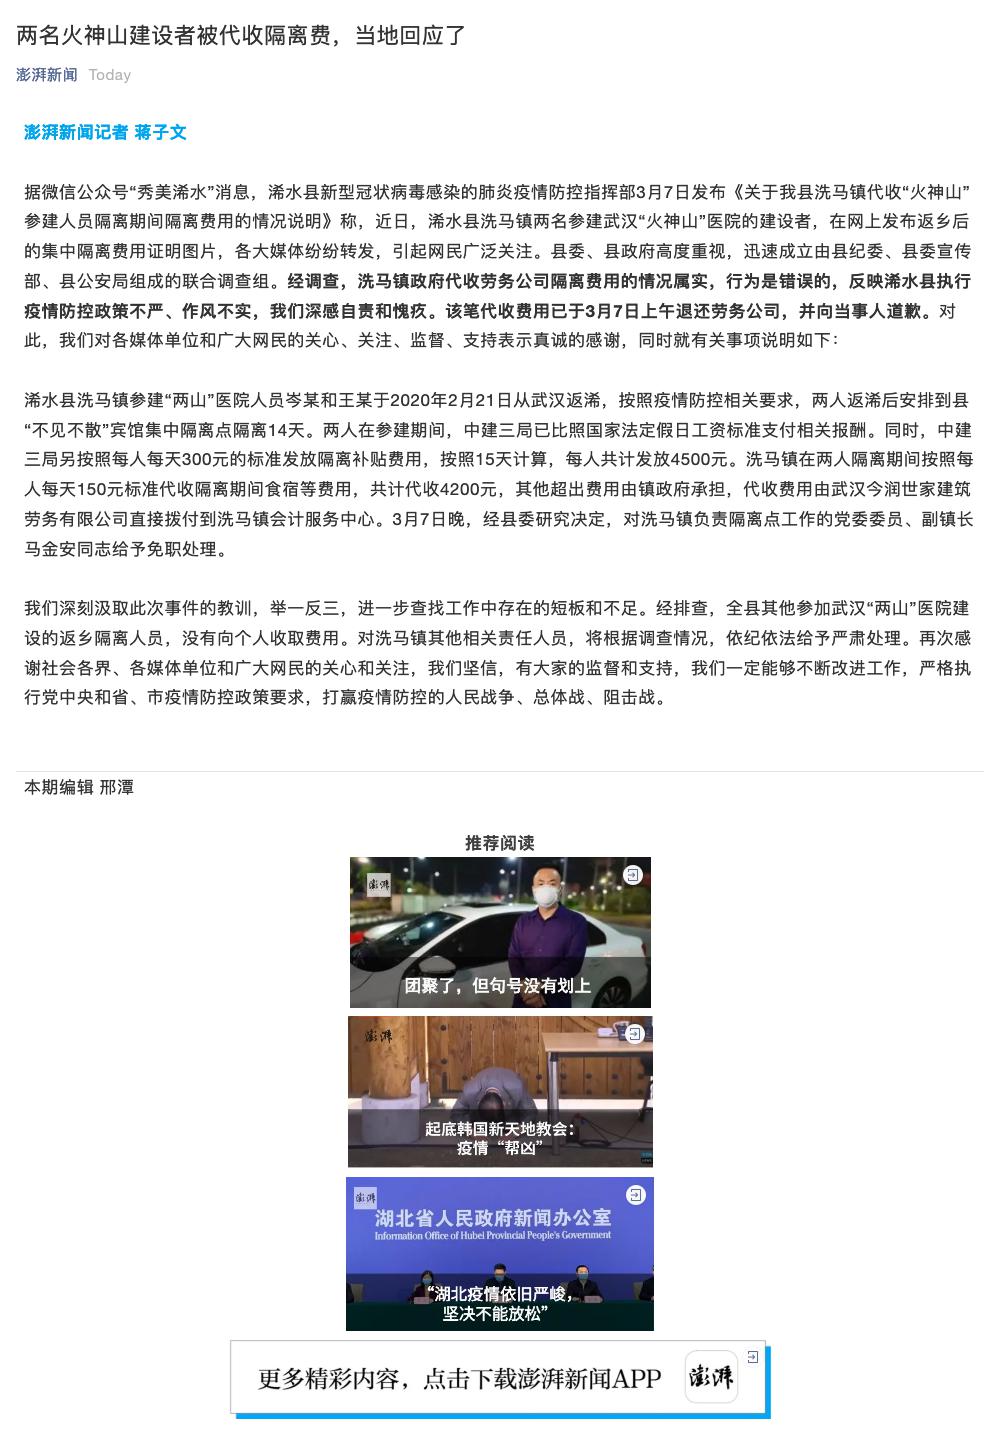 两名火神山建设者被代收隔离费，当地回应了
澎湃新闻 Today
澎湃新闻记者 蒋子文
据微信公众号“秀美浠水”消息，浠水县新型冠状病毒感染的肺炎疫情防控指挥部3月7日发布《关于我县洗马镇代收“火神山”
参建人员隔离期间隔离费用的情况说明》称，近日，浠水县洗马镇两名参建武汉“火神山”医院的建设者，在网上发布返乡后
的集中隔离费用证明图片，各大媒体纷纷转发，引起网民广泛关注。县委、县政府高度重视，迅速成立由县纪委、县委宣传
部、县公安局组成的联合调查组。经调查，洗马镇政府代收劳务公司隔离费用的情况属实，行为是错误的，反映浠水县执行
疫情防控政策不严、作风不实，我们深感自责和愧疚。该笔代收费用已于3月7日上午退还劳务公司，并向当事人道歉。对
此，我们对各媒体单位和广大网民的关心、关注、监督、支持表示真诚的感谢，同时就有关事项说明如下：
浠水县洗马镇参建“两山”医院人员岑某和王某于2020年2月21日从武汉返浠，按照疫情防控相关要求，两人返浠后安排到县
“不见不散”宾馆集中隔离点隔离14天。两人在参建期间，中建三局已比照国家法定假日工资标准支付相关报酬。同时，中建
三局另按照每人每天300元的标准发放隔离补贴费用，按照15天计算，每人共计发放4500元。洗马镇在两人隔离期间按照每
人每天150元标准代收隔离期间食宿等费用，共计代收4200元，其他超出费用由镇政府承担，代收费用由武汉今润世家建筑
劳务有限公司直接拨付到洗马镇会计服务中心。3月7日晚，经县委研究决定，对洗马镇负责隔离点工作的党委委员、副镇长
马金安同志给予免职处理。
我们深刻汲取此次事件的教训，举一反三，进一步查找工作中存在的短板和不足。经排查，全县其他参加武汉“两山”医院建
设的返乡隔离人员，没有向个人收取费用。对洗马镇其他相关责任人员，将根据调查情况，依纪依法给予严肃处理。再次感
谢社会各界、各媒体单位和广大网民的关心和关注，我们坚信，有大家的监督和支持，我们一定能够不断改进工作，严格执
行党中央和省、市疫情防控政策要求，打赢疫情防控的人民战争、总体战、阻击战。
本期编辑 邢潭
推荐阅读
澎湃
团聚了，但句号没有划上
澎湃
起底韩国新天地教会：
疫情“帮凶”
澎湃
湖北省人民政府新闻办公室
Information Office of Hubei Provincial People's Government
“湖北疫情依旧严峻，
坚决不能放松”
更多精彩内容，点击下载澎湃新闻APP
澎湃